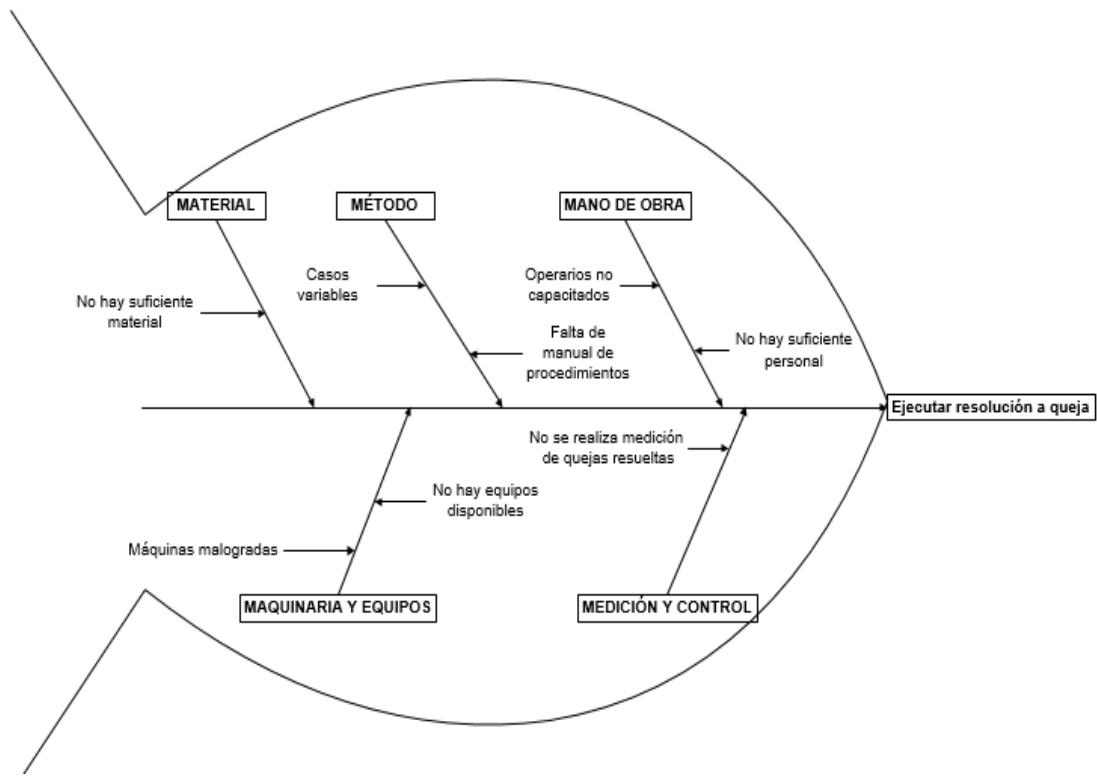 MATERIAL
MÉTODO
MANO DE OBRA
No hay suficiente
material
Casos
variables
Falta de
manual de
procedimientos
Operarios no
capacitados
No hay suficiente
personal
Ejecutar resolución a queja
Máquinas malogradas
No hay equipos
disponibles
No se realiza medición
de quejas resueltas
MAQUINARIA Y EQUIPOS
MEDICIÓN Y CONTROL